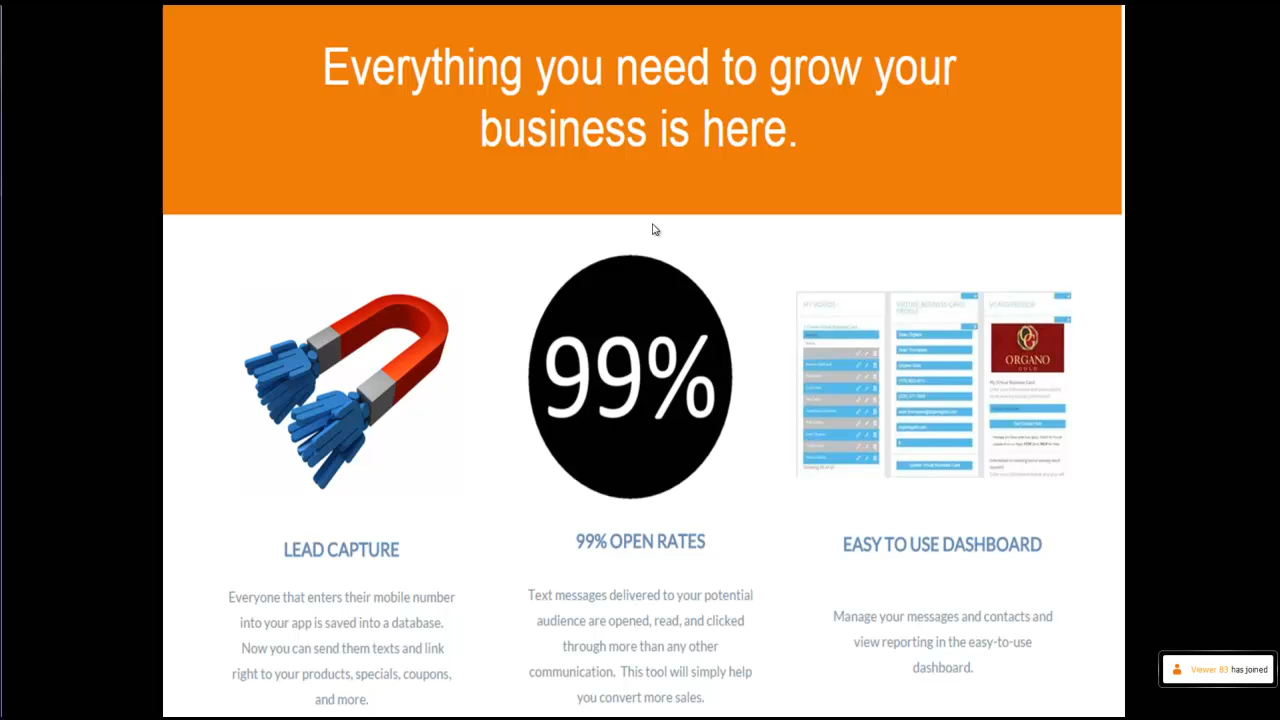 Everything you need to grow your
business is here.
99%
ORGANO
GOLD
LEAD CAPTURE
Everyone that enters their mobile number
into your app is saved into a database.
Now you can send them texts and link
right to your products, specials, coupons,
and more.
99% OPEN RATES
Text messages delivered to your potential
audience are opened, read, and clicked
through more than any other
communication. This tool will simply help
you convert more sales.
EASY TO USE DASHBOARD
Manage your messages and contacts and
view reporting in the easy-to-use
dashboard.
Viewer 83 has joined